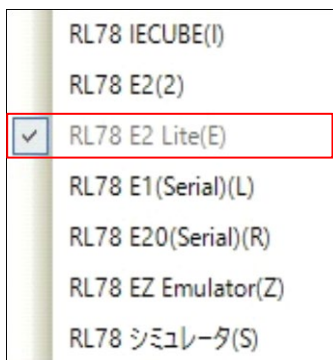 RL78 IECUBE(I)
RL78 E2(2)
RL78 E2 Lite(E)
RL78 E1(Serial)(L)
RL78 E20(Serial)(R)
RL78 EZ Emulator(Z)
RL78 シミュレータ(S)